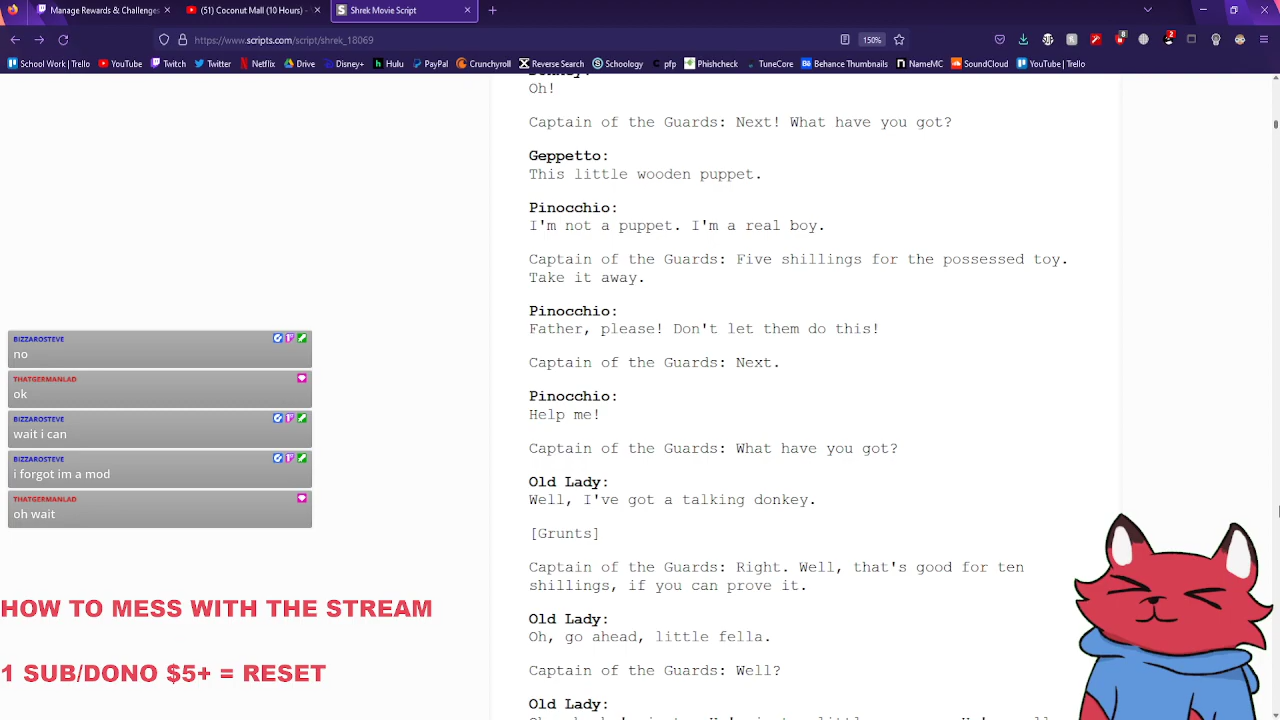 Manage Rewards & Challenges
(51) Coconut Mall (10 Hours) -
Shrek Movie Script
https://www.scripts.com/script/shrek_18069
150%
School Work | Trello
YouTube
Twitch
Twitter
Netflix
Drive
Disney+
Hulu
PayPal
Crunchyroll
Reverse Search
Schoology
pfp
Phishcheck
TuneCore
Behance Thumbnails
NameMC
SoundCloud
YouTube | Trello
Donkey:
Oh!
Captain of the Guards: Next! What have you got?
Geppetto:
This little wooden puppet.
Pinocchio:
I'm not a puppet. I'm a real boy.
Captain of the Guards: Five shillings for the possessed toy.
Take it away.
Pinocchio:
Father, please! Don't let them do this!
Captain of the Guards: Next.
Pinocchio:
Help me!
Captain of the Guards: What have you got?
Old Lady:
Well, I've got a talking donkey.
[Grunts]
Captain of the Guards: Right. Well, that's good for ten
shillings, if you can prove it.
Old Lady:
Oh, go ahead, little fella.
Captain of the Guards: Well?
Old Lady:
BIZZAROSTEVE
no
THATGERMANLAD
ok
BIZZAROSTEVE
wait i can
BIZZAROSTEVE
i forgot im a mod
THATGERMANLAD
oh wait
HOW TO MESS WITH THE STREAM
1 SUB/DONO $5+ = RESET